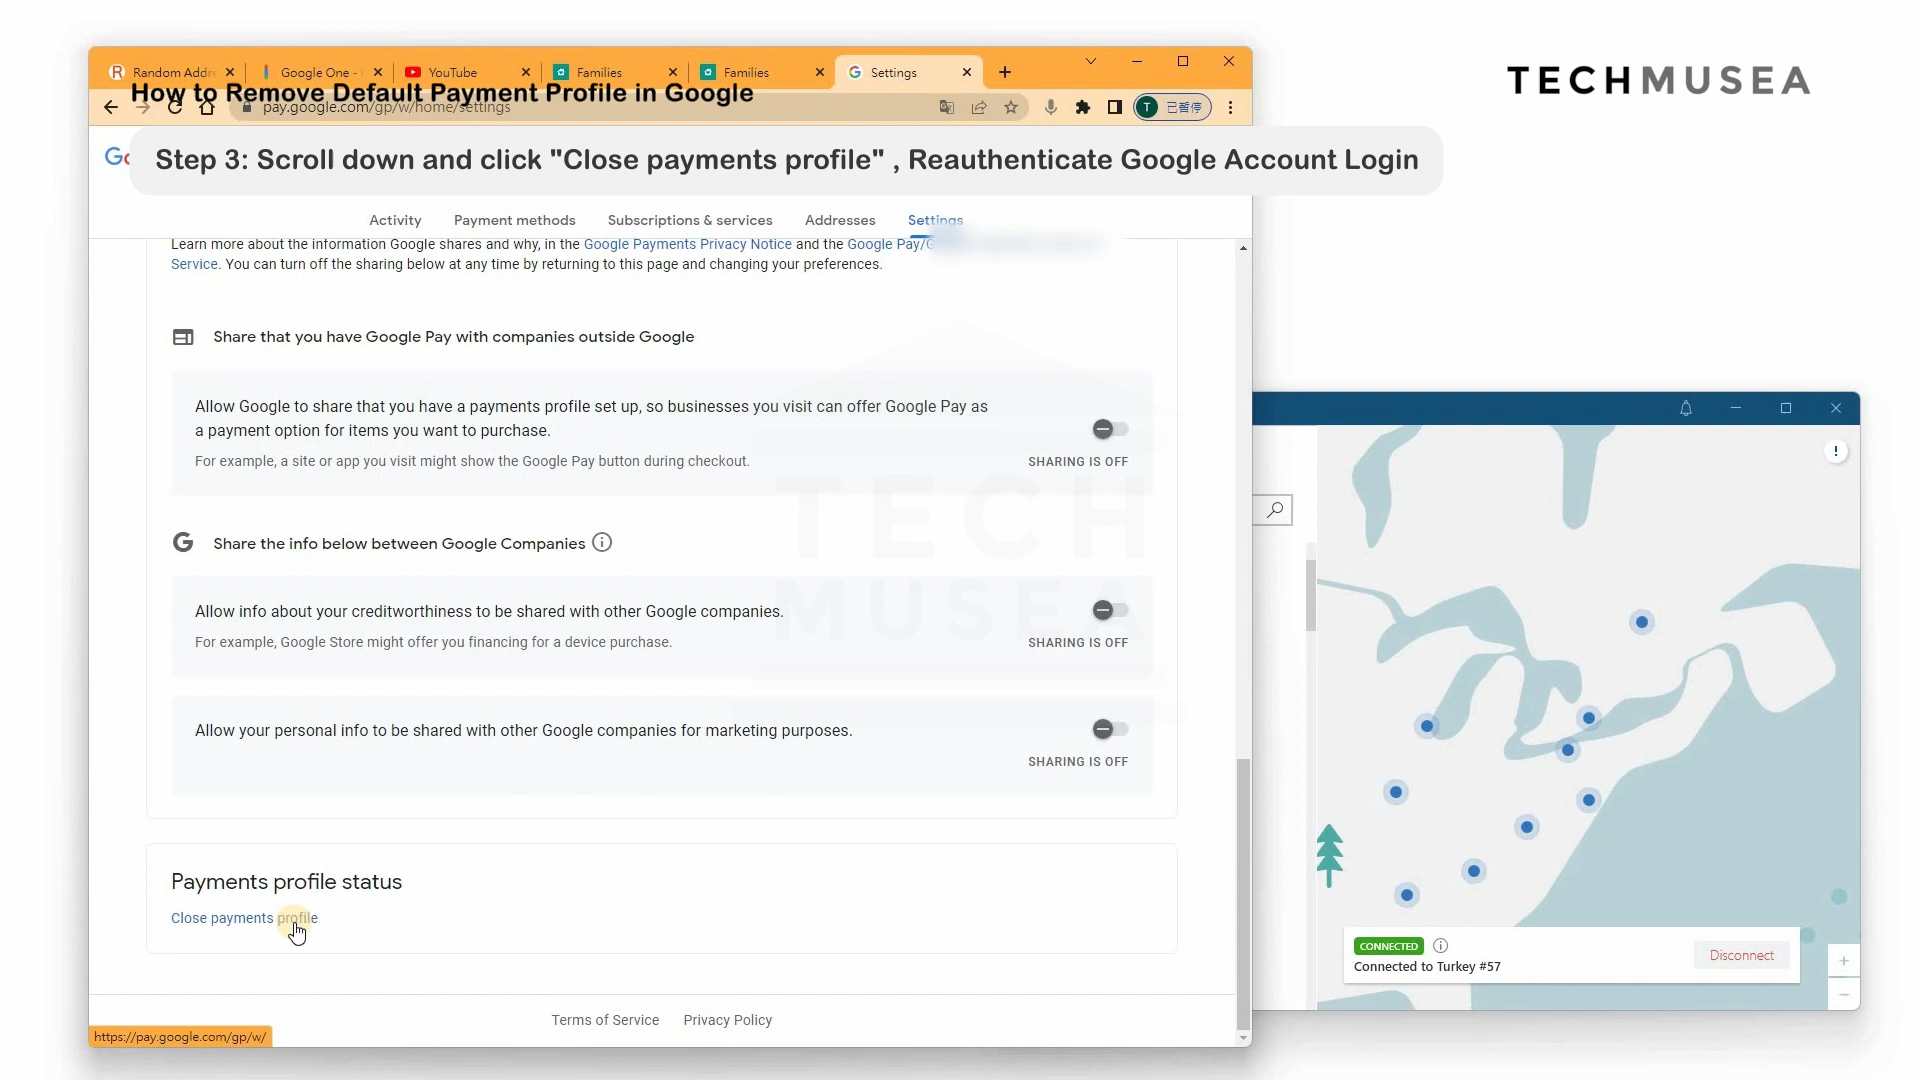 Random Addr
Google One -
YouTube
Families
Families
Settings
How to Remove Default Payment Profile in Google
pay.google.com/gp/w/home/settings
T 已暫停
TECHMUSEA
Step 3: Scroll down and click "Close payments profile" , Reauthenticate Google Account Login
Activity
Payment methods
Subscriptions & services
Addresses
Settings
Learn more about the information Google shares and why, in the Google Payments Privacy Notice and the Google Pay/G
Service. You can turn off the sharing below at any time by returning to this page and changing your preferences.
Share that you have Google Pay with companies outside Google
Allow Google to share that you have a payments profile set up, so businesses you visit can offer Google Pay as
a payment option for items you want to purchase.
For example, a site or app you visit might show the Google Pay button during checkout.
SHARING IS OFF
TECH
MUSEA
Share the info below between Google Companies
Allow info about your creditworthiness to be shared with other Google companies.
For example, Google Store might offer you financing for a device purchase.
SHARING IS OFF
Allow your personal info to be shared with other Google companies for marketing purposes.
SHARING IS OFF
Payments profile status
Close payments profile
Terms of Service
Privacy Policy
https://pay.google.com/gp/w/
CONNECTED
Connected to Turkey #57
Disconnect